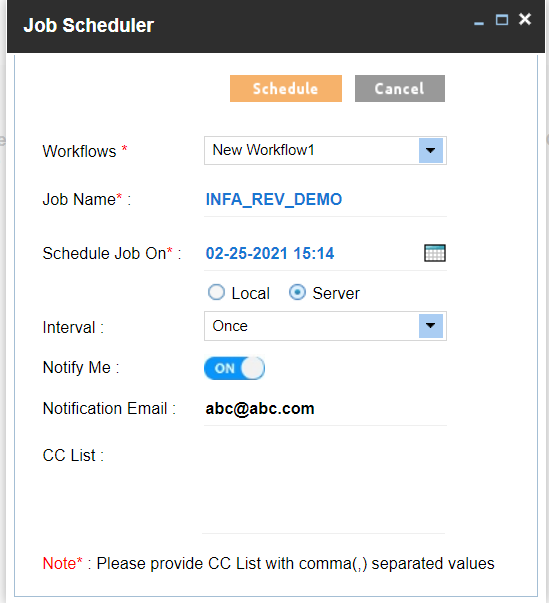 Job Scheduler
Schedule Cancel
Workflows * New Workflow1
Job Name* : INFA_REV_DEMO
Schedule Job On* : 02-25-2021 15:14
Local Server
Interval : Once
Notify Me : ON
Notification Email : abc@abc.com
CC List :
Note* : Please provide CC List with comma(,) separated values